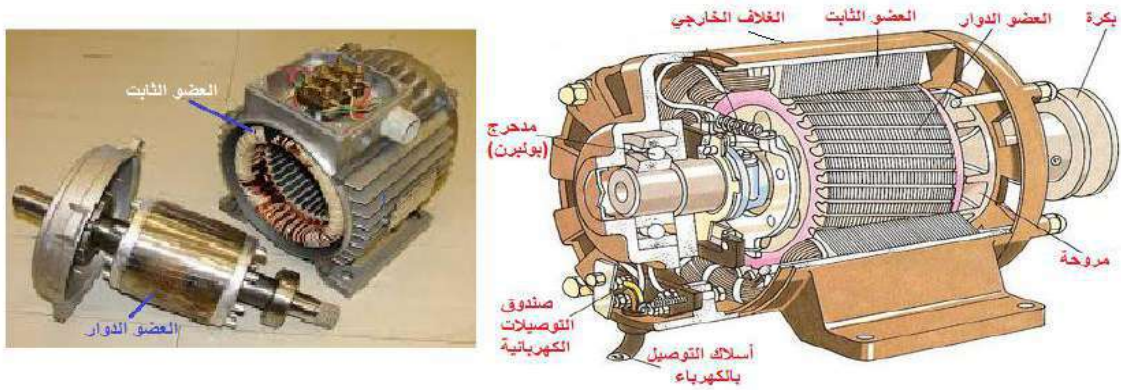 العضو الثابت
العضو الدوار
الغلاف الخارجي
العضو الثابت
العضو الدوار
بكرة
مدحرج
(بولبرن)
مروحة
صندوق
التوصيلات
الكهربائية
أسلاك التوصيل
بالكهرباء